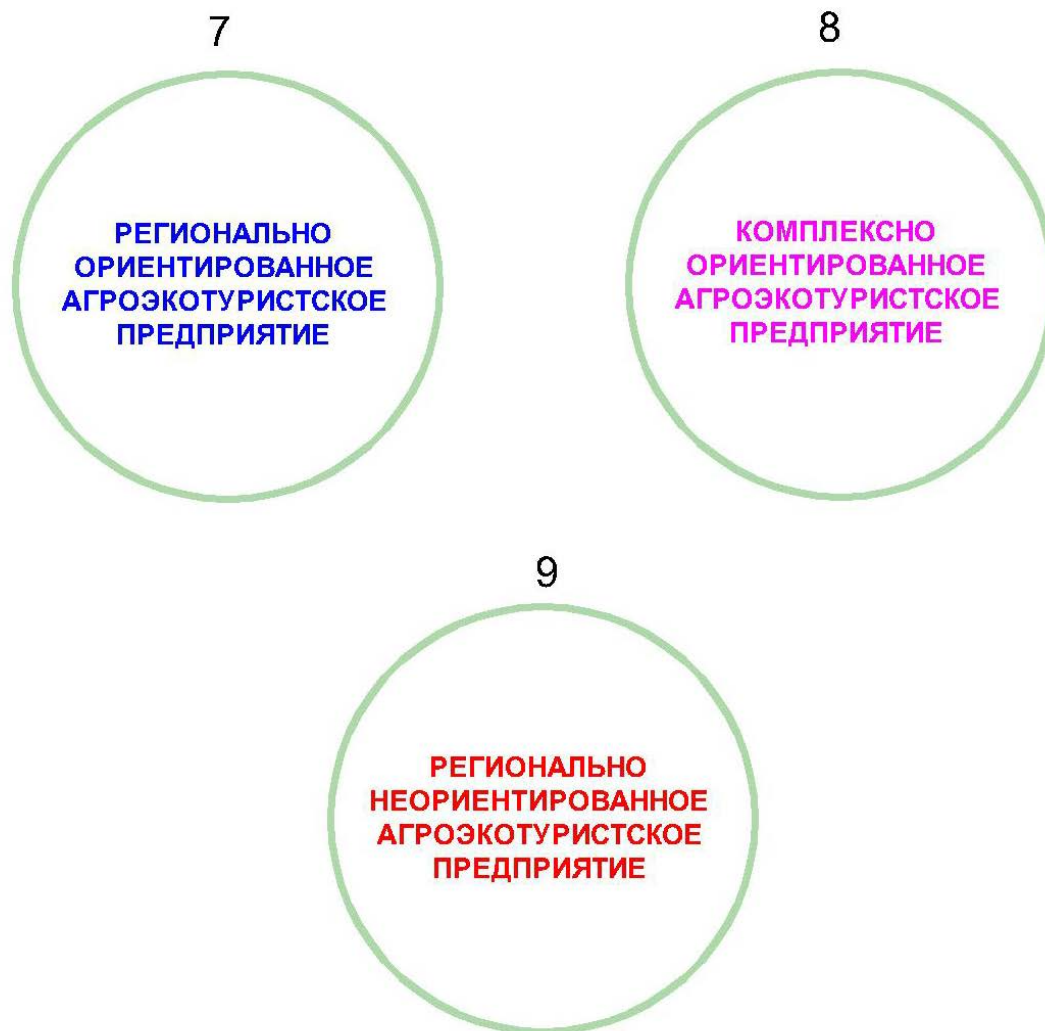 7
РЕГИОНАЛЬНО
ОРИЕНТИРОВАННОЕ
АГРОЭКОТУРИСТСКОЕ
ПРЕДПРИЯТИЕ
8
КОМПЛЕКСНО
ОРИЕНТИРОВАННОЕ
АГРОЭКОТУРИСТСКОЕ
ПРЕДПРИЯТИЕ
9
РЕГИОНАЛЬНО
НЕОРИЕНТИРОВАННОЕ
АГРОЭКОТУРИСТСКОЕ
ПРЕДПРИЯТИЕ